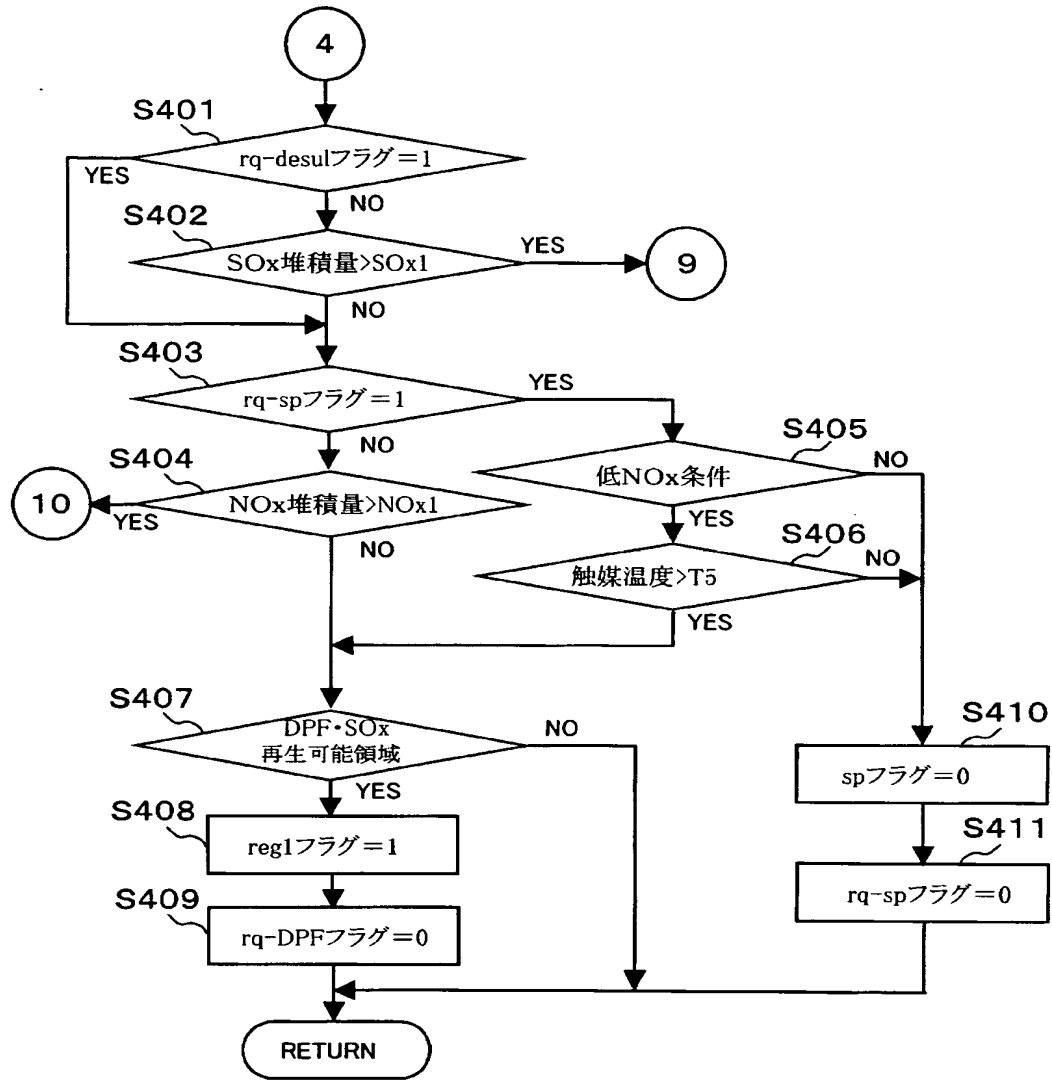 4
S401
rq-desulフラグ=1
YES
NO
S402
SOx堆積量>SOx1
YES
9
NO
S403
rq-spフラグ=1
YES
NO
S404
NOx堆積量>NOx1
10
YES
NO
S405
低NOx条件
NO
YES
S406
触媒温度>T5
NO
YES
S407
DPF・SOx
再生可能領域
NO
YES
S408
reg1フラグ=1
S409
rq-DPFフラグ=0
S410
spフラグ=0
S411
rq-spフラグ=0
RETURN